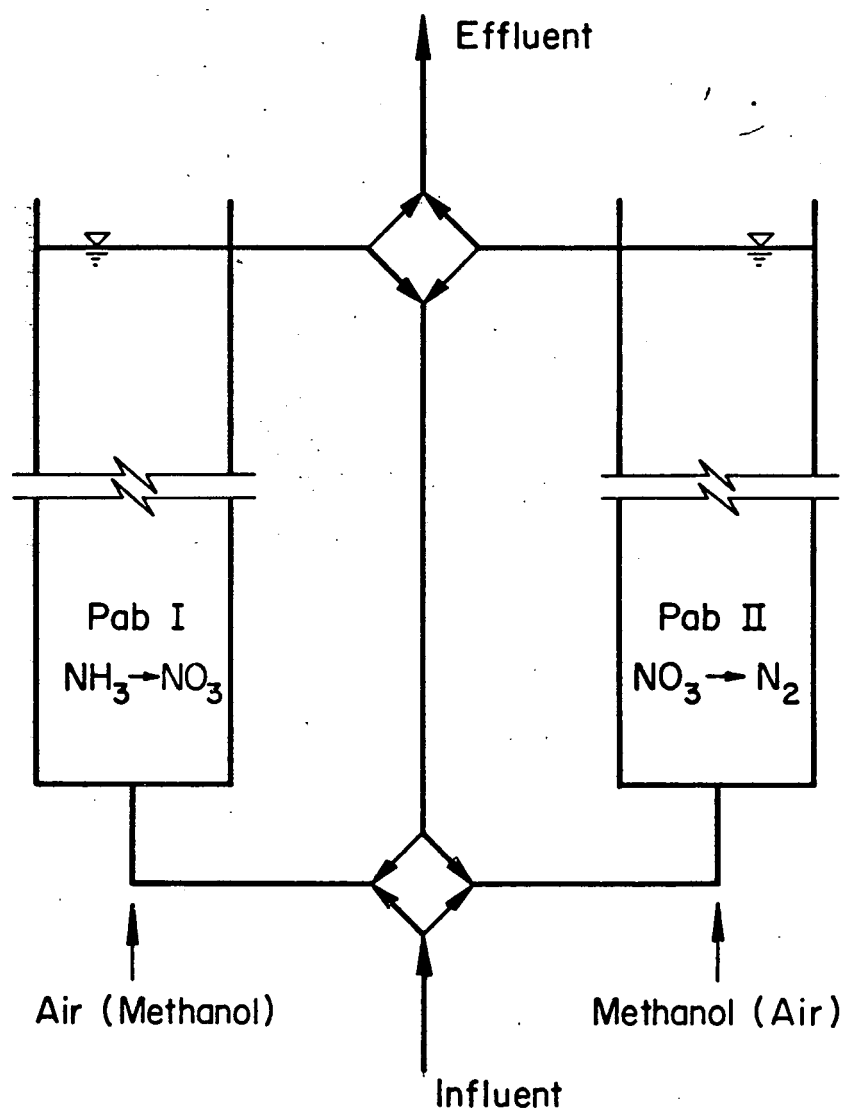 Effluent
Pab I
NH₃→NO₃
Pab II
NO₃→N₂
Air (Methanol)
Methanol (Air)
Influent